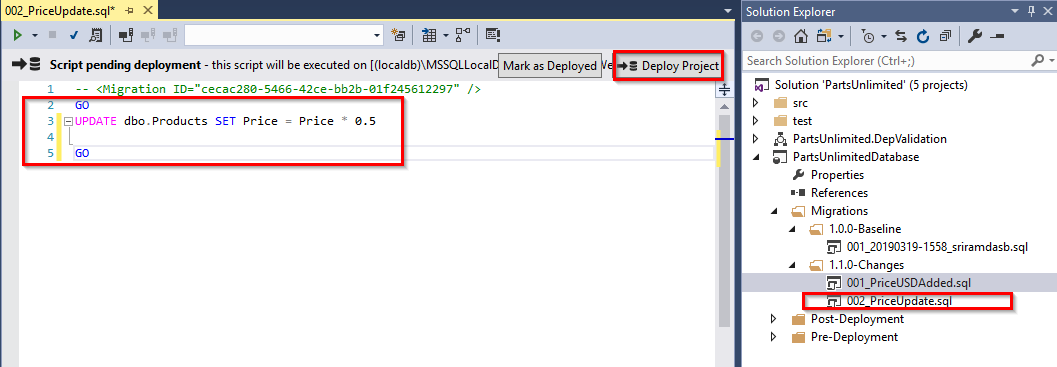 002_PriceUpdate.sql*
Script pending deployment - this script will be executed on [(localdb)\MSSQLLocalD
Mark as Deployed
Deploy Project
1 -- <Migration ID="cecac280-5466-42ce-bb2b-01f245612297" />
2 GO
3 UPDATE dbo.Products SET Price = Price * 0.5
4
5 GO
Solution Explorer
Search Solution Explorer (Ctrl+;)
Solution 'PartsUnlimited' (5 projects)
src
test
PartsUnlimited.DepValidation
PartsUnlimitedDatabase
Properties
References
Migrations
1.0.0-Baseline
001_20190319-1558_sriramdasb.sql
1.1.0-Changes
001_PriceUSDAdded.sql
002_PriceUpdate.sql
Post-Deployment
Pre-Deployment